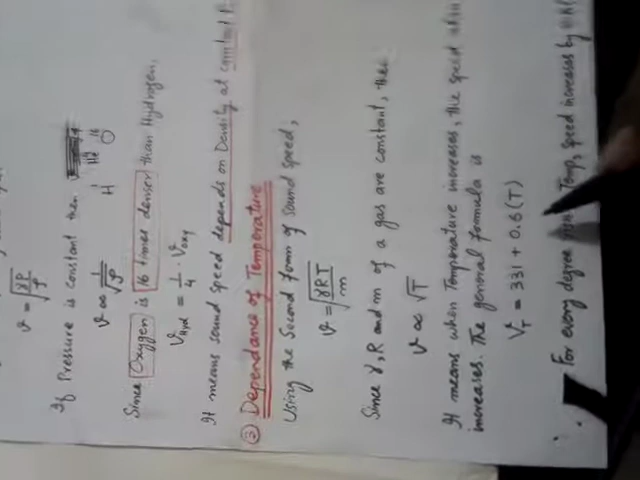 v = √(γP/ρ)
If Pressure is constant then
H¹ O¹⁶
v ∝ 1/√ρ
Since Oxygen is 16 times denser than Hydrogen,
V_Hyd = 1/4 V_oxy
It means sound speed depends on Density at constant P.
③ Dependance of Temperature
Using the Second form of sound speed,
v = √(γRT/m)
Since γ, R and m of a gas are constant, then
v ∝ √T
It means when Temperature increases, the speed also
increases. The general formula is
V_T = 331 + 0.6(T)
For every degree Temp, speed increases by